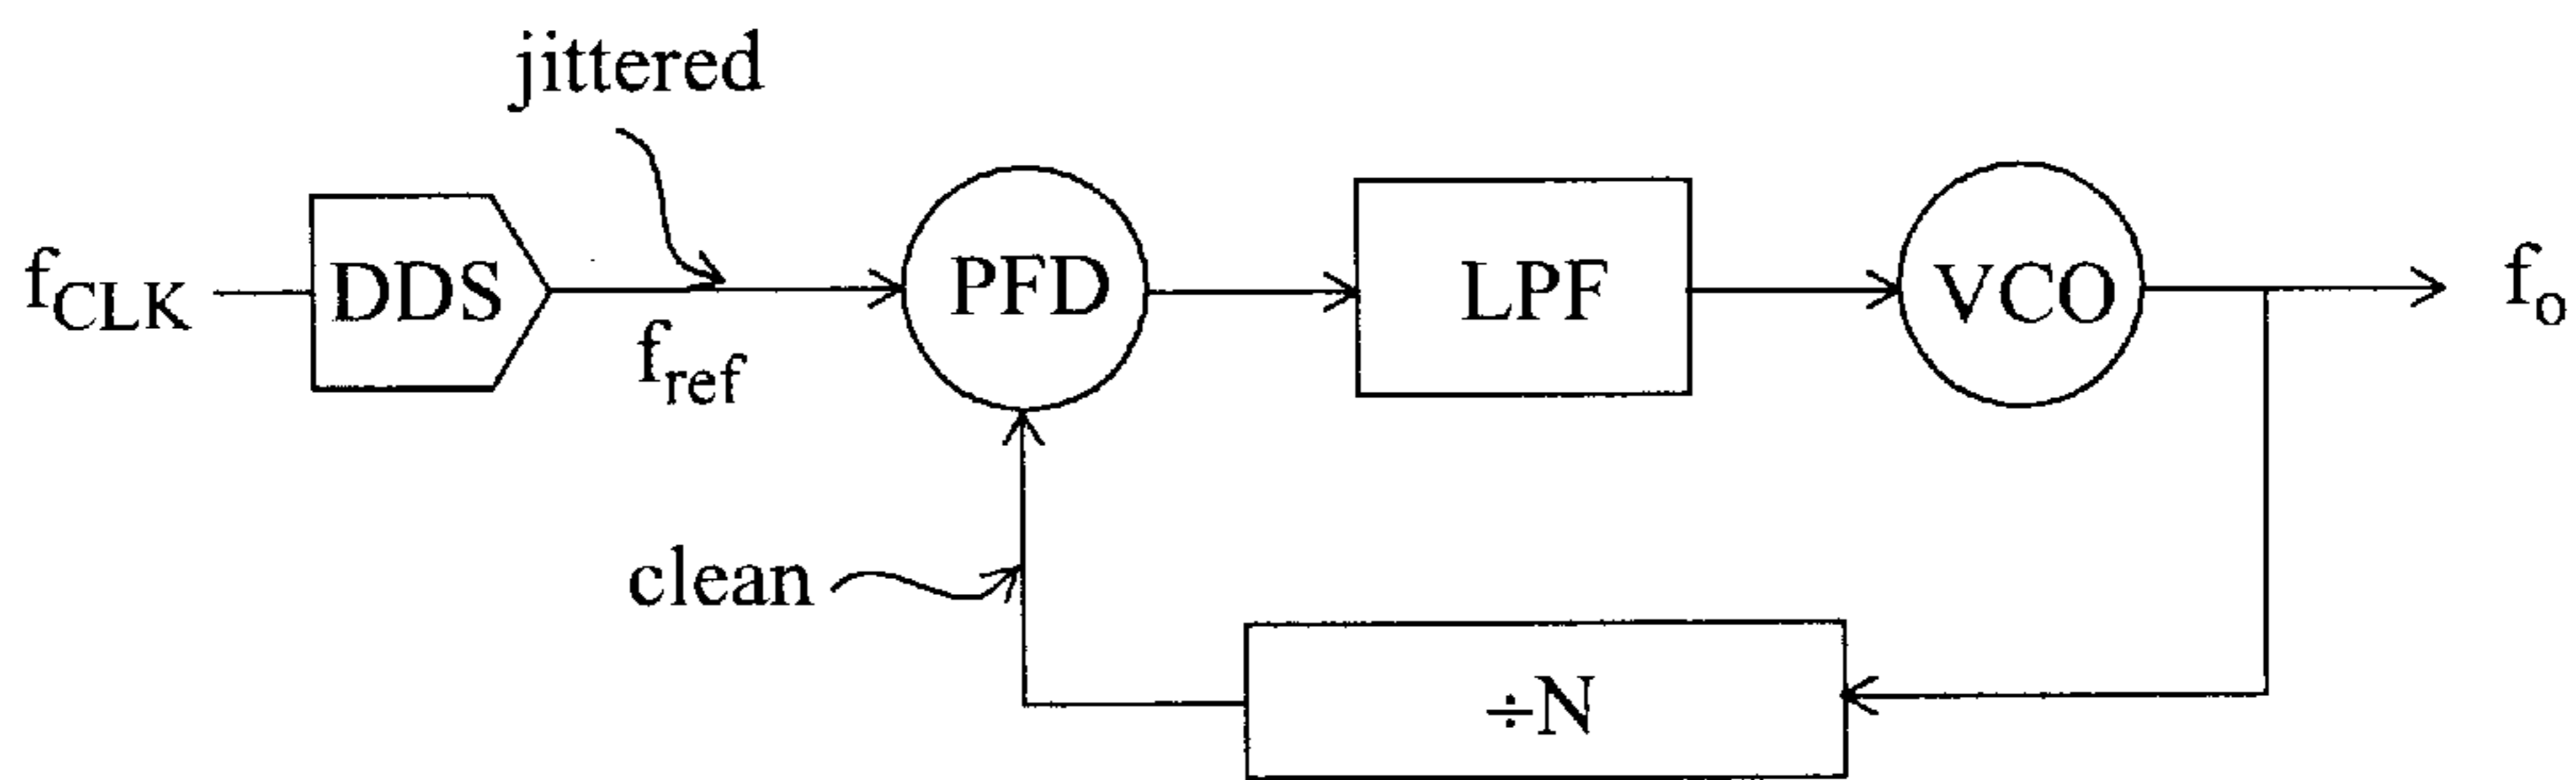 jittered
f_CLK
DDS
f_ref
PFD
LPF
VCO
f_o
clean
÷N